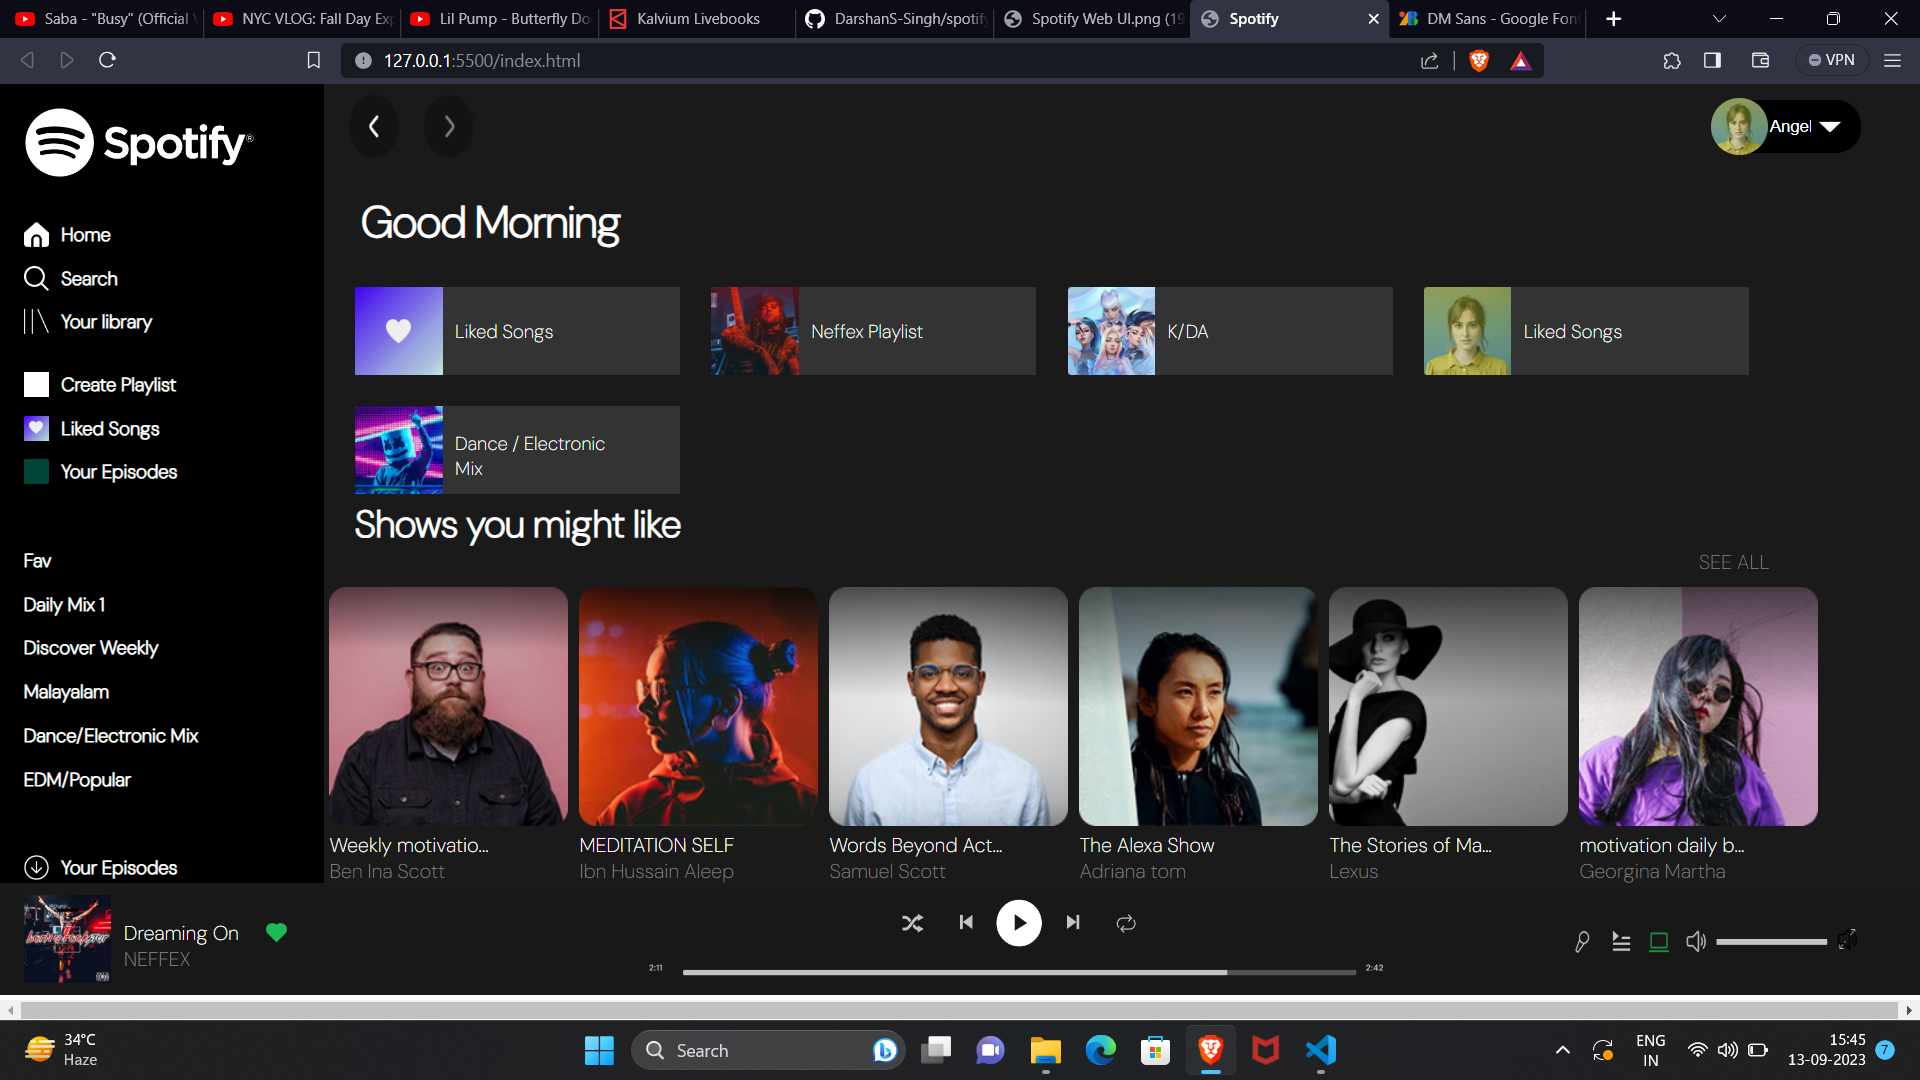 Saba - "Busy" (Official
NYC VLOG: Fall Day Ex
Lil Pump - Butterfly Do
Kalvium Livebooks
DarshanS-Singh/spotify
Spotify Web UI.png (19
Spotify
DM Sans - Google Font
127.0.0.1:5500/index.html
VPN
Spotify
Angel
Home
Search
Your library
Create Playlist
Liked Songs
Your Episodes
Fav
Daily Mix 1
Discover Weekly
Malayalam
Dance/Electronic Mix
EDM/Popular
Your Episodes
Good Morning
Liked Songs
Neffex Playlist
K/DA
Liked Songs
Dance / Electronic
Mix
Shows you might like
SEE ALL
Weekly motivatio...
Ben Ina Scott
MEDITATION SELF
Ibn Hussain Aleep
Words Beyond Act...
Samuel Scott
The Alexa Show
Adriana tom
The Stories of Ma...
Lexus
motivation daily b...
Georgina Martha
Dreaming On
NEFFEX
2:11
2:42
34°C
Haze
Search
ENG
IN
15:45
13-09-2023
7